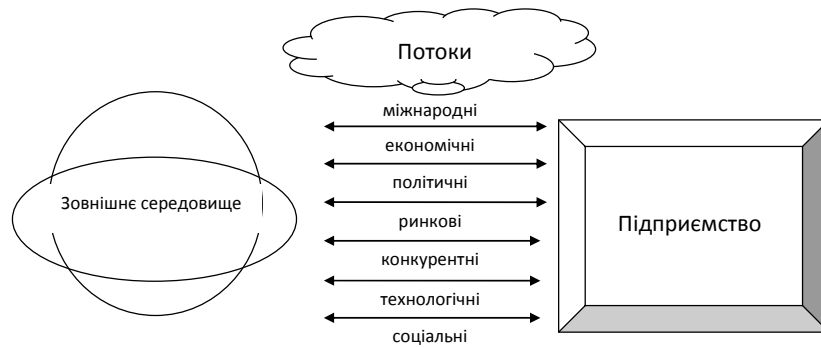 Потоки
міжнародні
економічні
політичні
ринкові
конкурентні
технологічні
соціальні
Зовнішнє середовище
Підприємство